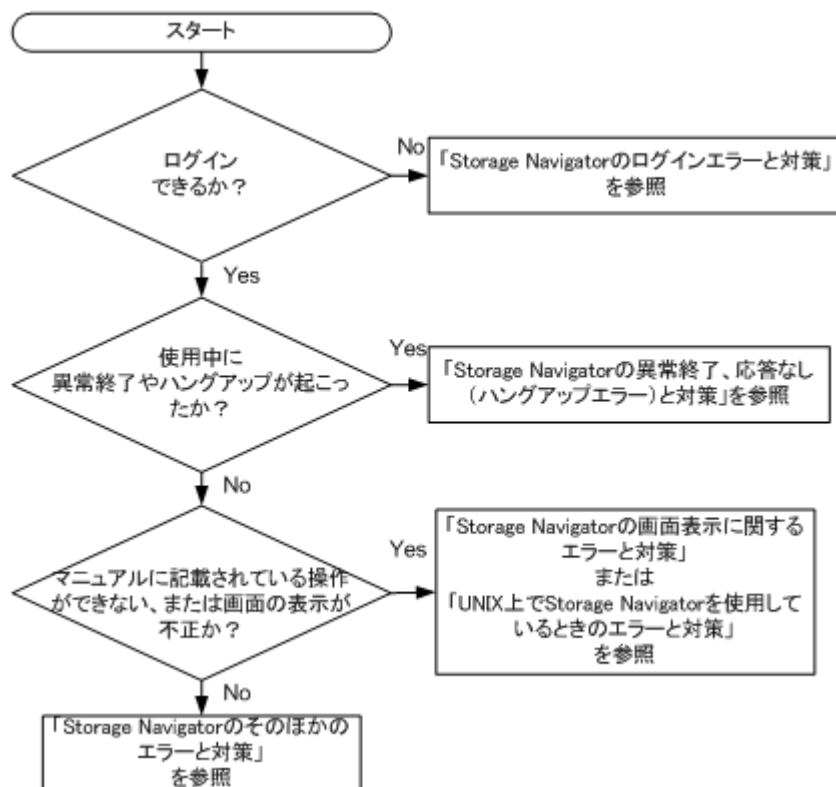 スタート
ログイン
できるか？
No
「Storage Navigatorのログインエラーと対策」
を参照
Yes
使用中に
異常終了やハングアップが起こっ
たか？
Yes
「Storage Navigatorの異常終了、応答なし
（ハングアップエラー）と対策」を参照
No
マニュアルに記載されている操作
ができない、または画面の表示が
不正か？
Yes
「Storage Navigatorの画面表示に関する
エラーと対策」
または
「UNIX上でStorage Navigatorを使用して
いるときのエラーと対策」
を参照
No
「Storage Navigatorのそのほかの
エラーと対策」
を参照